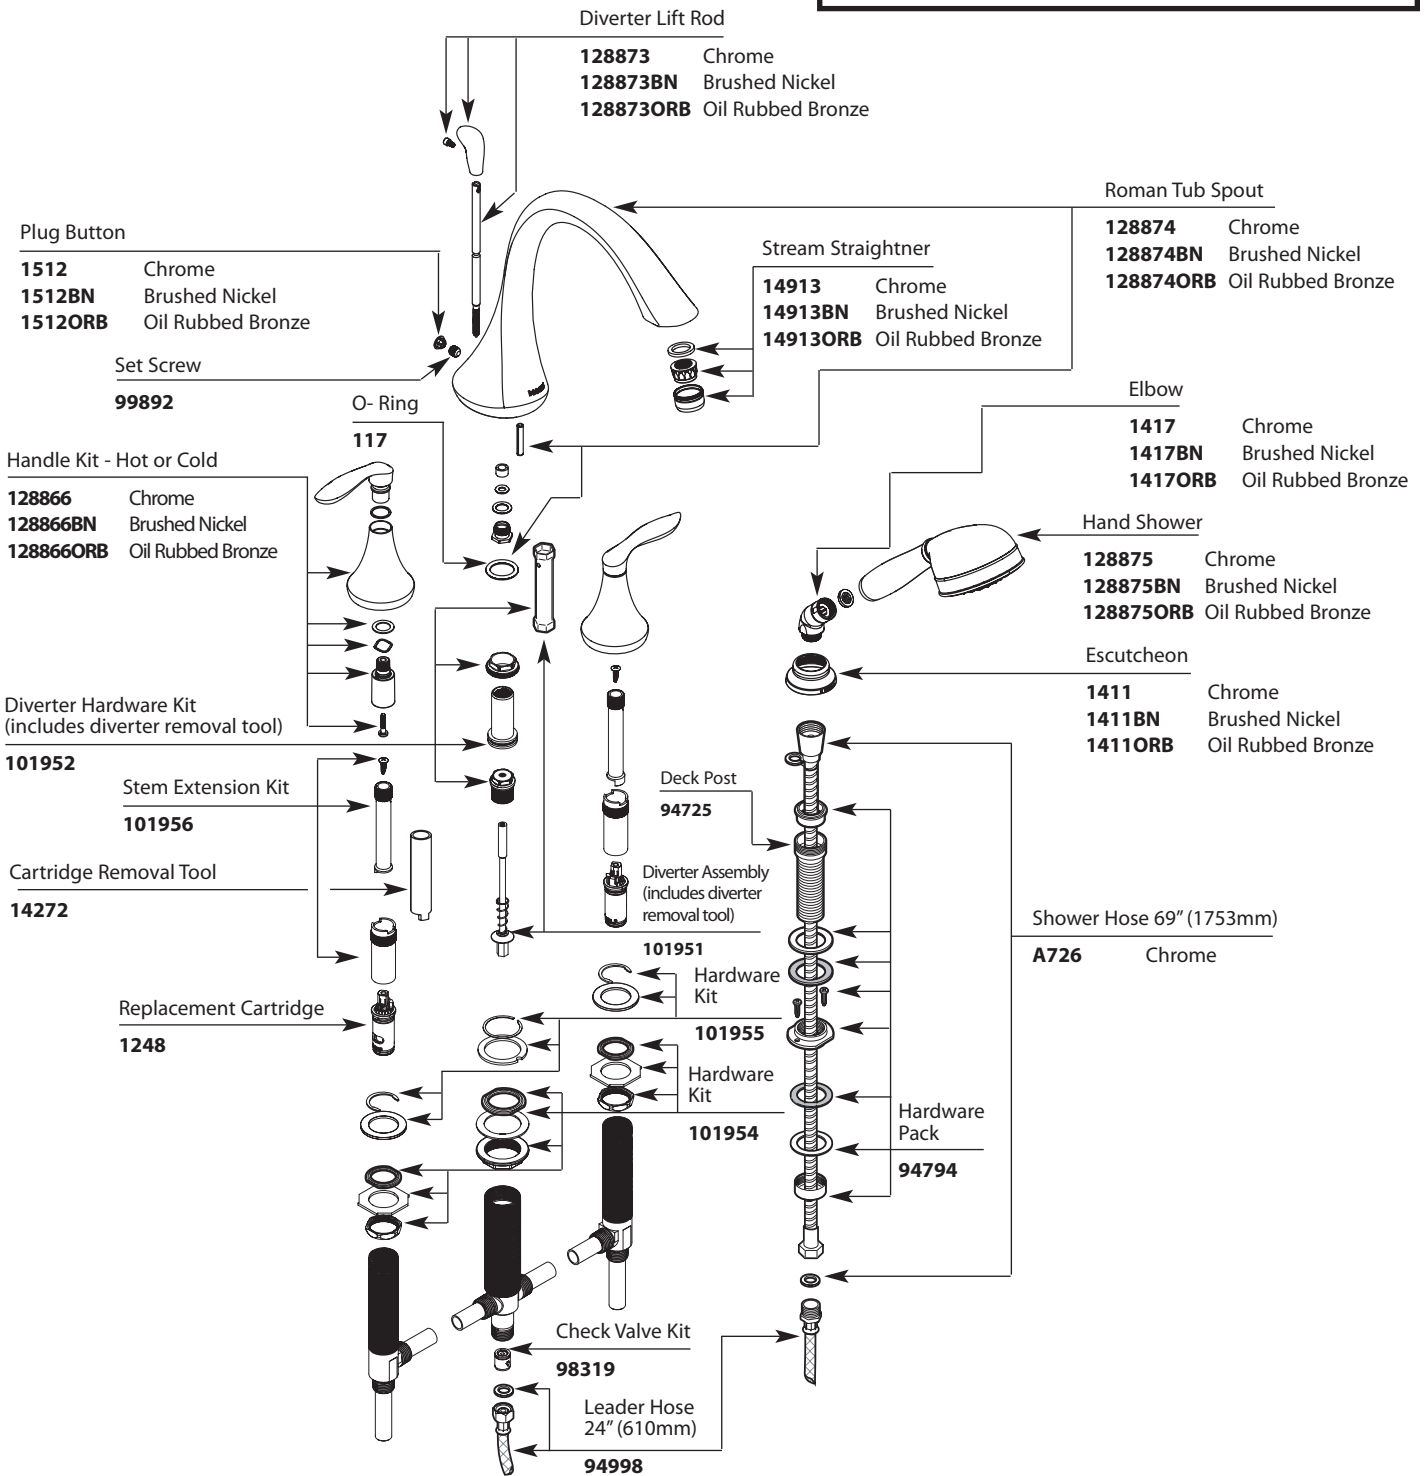 Diverter Lift Rod
128873 Chrome
128873BN Brushed Nickel
128873ORB Oil Rubbed Bronze
Roman Tub Spout
128874 Chrome
128874BN Brushed Nickel
128874ORB Oil Rubbed Bronze
Plug Button
1512 Chrome
1512BN Brushed Nickel
1512ORB Oil Rubbed Bronze
Stream Straightner
14913 Chrome
14913BN Brushed Nickel
14913ORB Oil Rubbed Bronze
Set Screw
99892
O- Ring
117
Elbow
1417 Chrome
1417BN Brushed Nickel
1417ORB Oil Rubbed Bronze
Handle Kit - Hot or Cold
128866 Chrome
128866BN Brushed Nickel
128866ORB Oil Rubbed Bronze
Hand Shower
128875 Chrome
128875BN Brushed Nickel
128875ORB Oil Rubbed Bronze
Escutcheon
1411 Chrome
1411BN Brushed Nickel
1411ORB Oil Rubbed Bronze
Diverter Hardware Kit
(includes diverter removal tool)
101952
Stem Extension Kit
101956
Deck Post
94725
Cartridge Removal Tool
14272
Diverter Assembly
(includes diverter
removal tool)
101951
Shower Hose 69” (1753mm)
A726 Chrome
Replacement Cartridge
1248
Hardware
Kit
101955
Hardware
Kit
101954
Hardware
Pack
94794
Check Valve Kit
98319
Leader Hose
24” (610mm)
94998